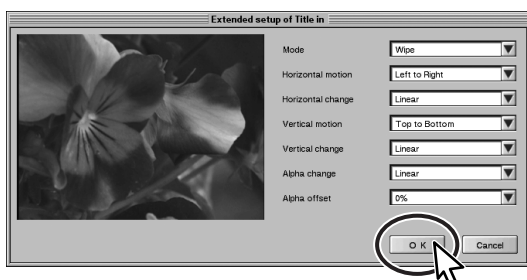 Extended setup of Title in
Mode Wipe
Horizontal motion Left to Right
Horizontal change Linear
Vertical motion Top to Bottom
Vertical change Linear
Alpha change Linear
Alpha offset 0%
O K Cancel